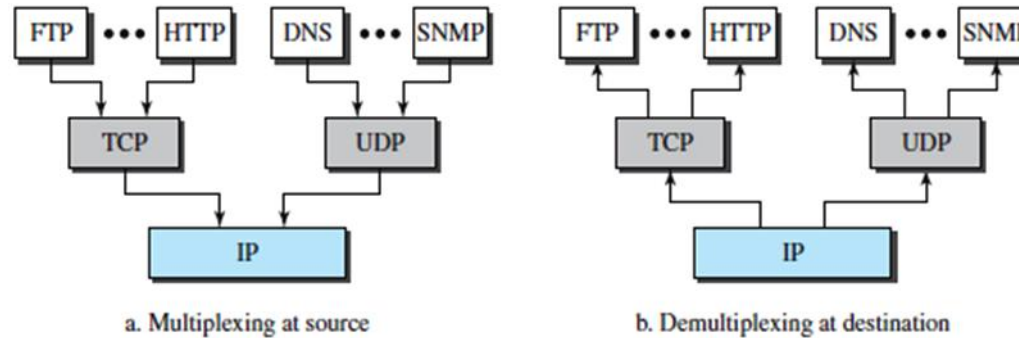 FTP ••• HTTP DNS ••• SNMP FTP ••• HTTP DNS ••• SNM
TCP UDP TCP UDP
IP IP
a. Multiplexing at source b. Demultiplexing at destination